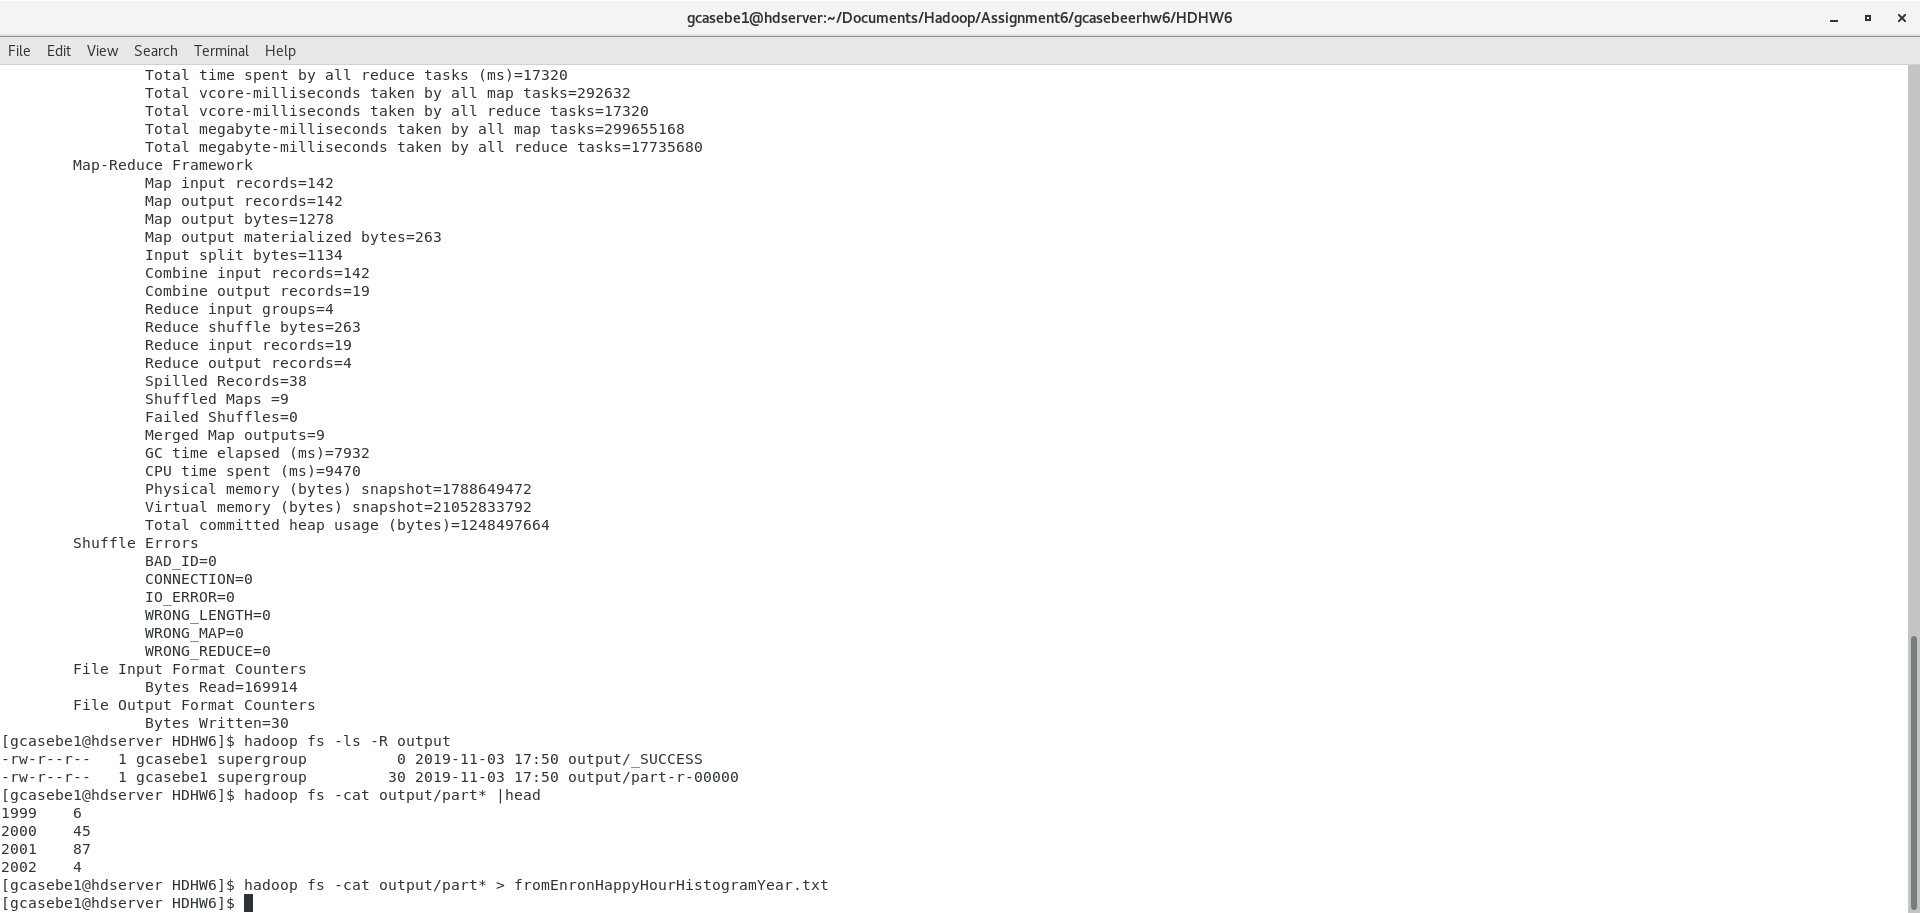 gcasebe1@hdserver:~/Documents/Hadoop/Assignment6/gcasebeerhw6/HDHW6
File Edit View Search Terminal Help
Total time spent by all reduce tasks (ms)=17320
Total vcore-milliseconds taken by all map tasks=292632
Total vcore-milliseconds taken by all reduce tasks=17320
Total megabyte-milliseconds taken by all map tasks=299655168
Total megabyte-milliseconds taken by all reduce tasks=17735680
Map-Reduce Framework
Map input records=142
Map output records=142
Map output bytes=1278
Map output materialized bytes=263
Input split bytes=1134
Combine input records=142
Combine output records=19
Reduce input groups=4
Reduce shuffle bytes=263
Reduce input records=19
Reduce output records=4
Spilled Records=38
Shuffled Maps =9
Failed Shuffles=0
Merged Map outputs=9
GC time elapsed (ms)=7932
CPU time spent (ms)=9470
Physical memory (bytes) snapshot=1788649472
Virtual memory (bytes) snapshot=21052833792
Total committed heap usage (bytes)=1248497664
Shuffle Errors
BAD_ID=0
CONNECTION=0
IO_ERROR=0
WRONG_LENGTH=0
WRONG_MAP=0
WRONG_REDUCE=0
File Input Format Counters
Bytes Read=169914
File Output Format Counters
Bytes Written=30
[gcasebe1@hdserver HDHW6]$ hadoop fs -ls -R output
-rw-r--r--   1 gcasebe1 supergroup          0 2019-11-03 17:50 output/_SUCCESS
-rw-r--r--   1 gcasebe1 supergroup         30 2019-11-03 17:50 output/part-r-00000
[gcasebe1@hdserver HDHW6]$ hadoop fs -cat output/part* |head
1999    6
2000    45
2001    87
2002    4
[gcasebe1@hdserver HDHW6]$ hadoop fs -cat output/part* > fromEnronHappyHourHistogramYear.txt
[gcasebe1@hdserver HDHW6]$